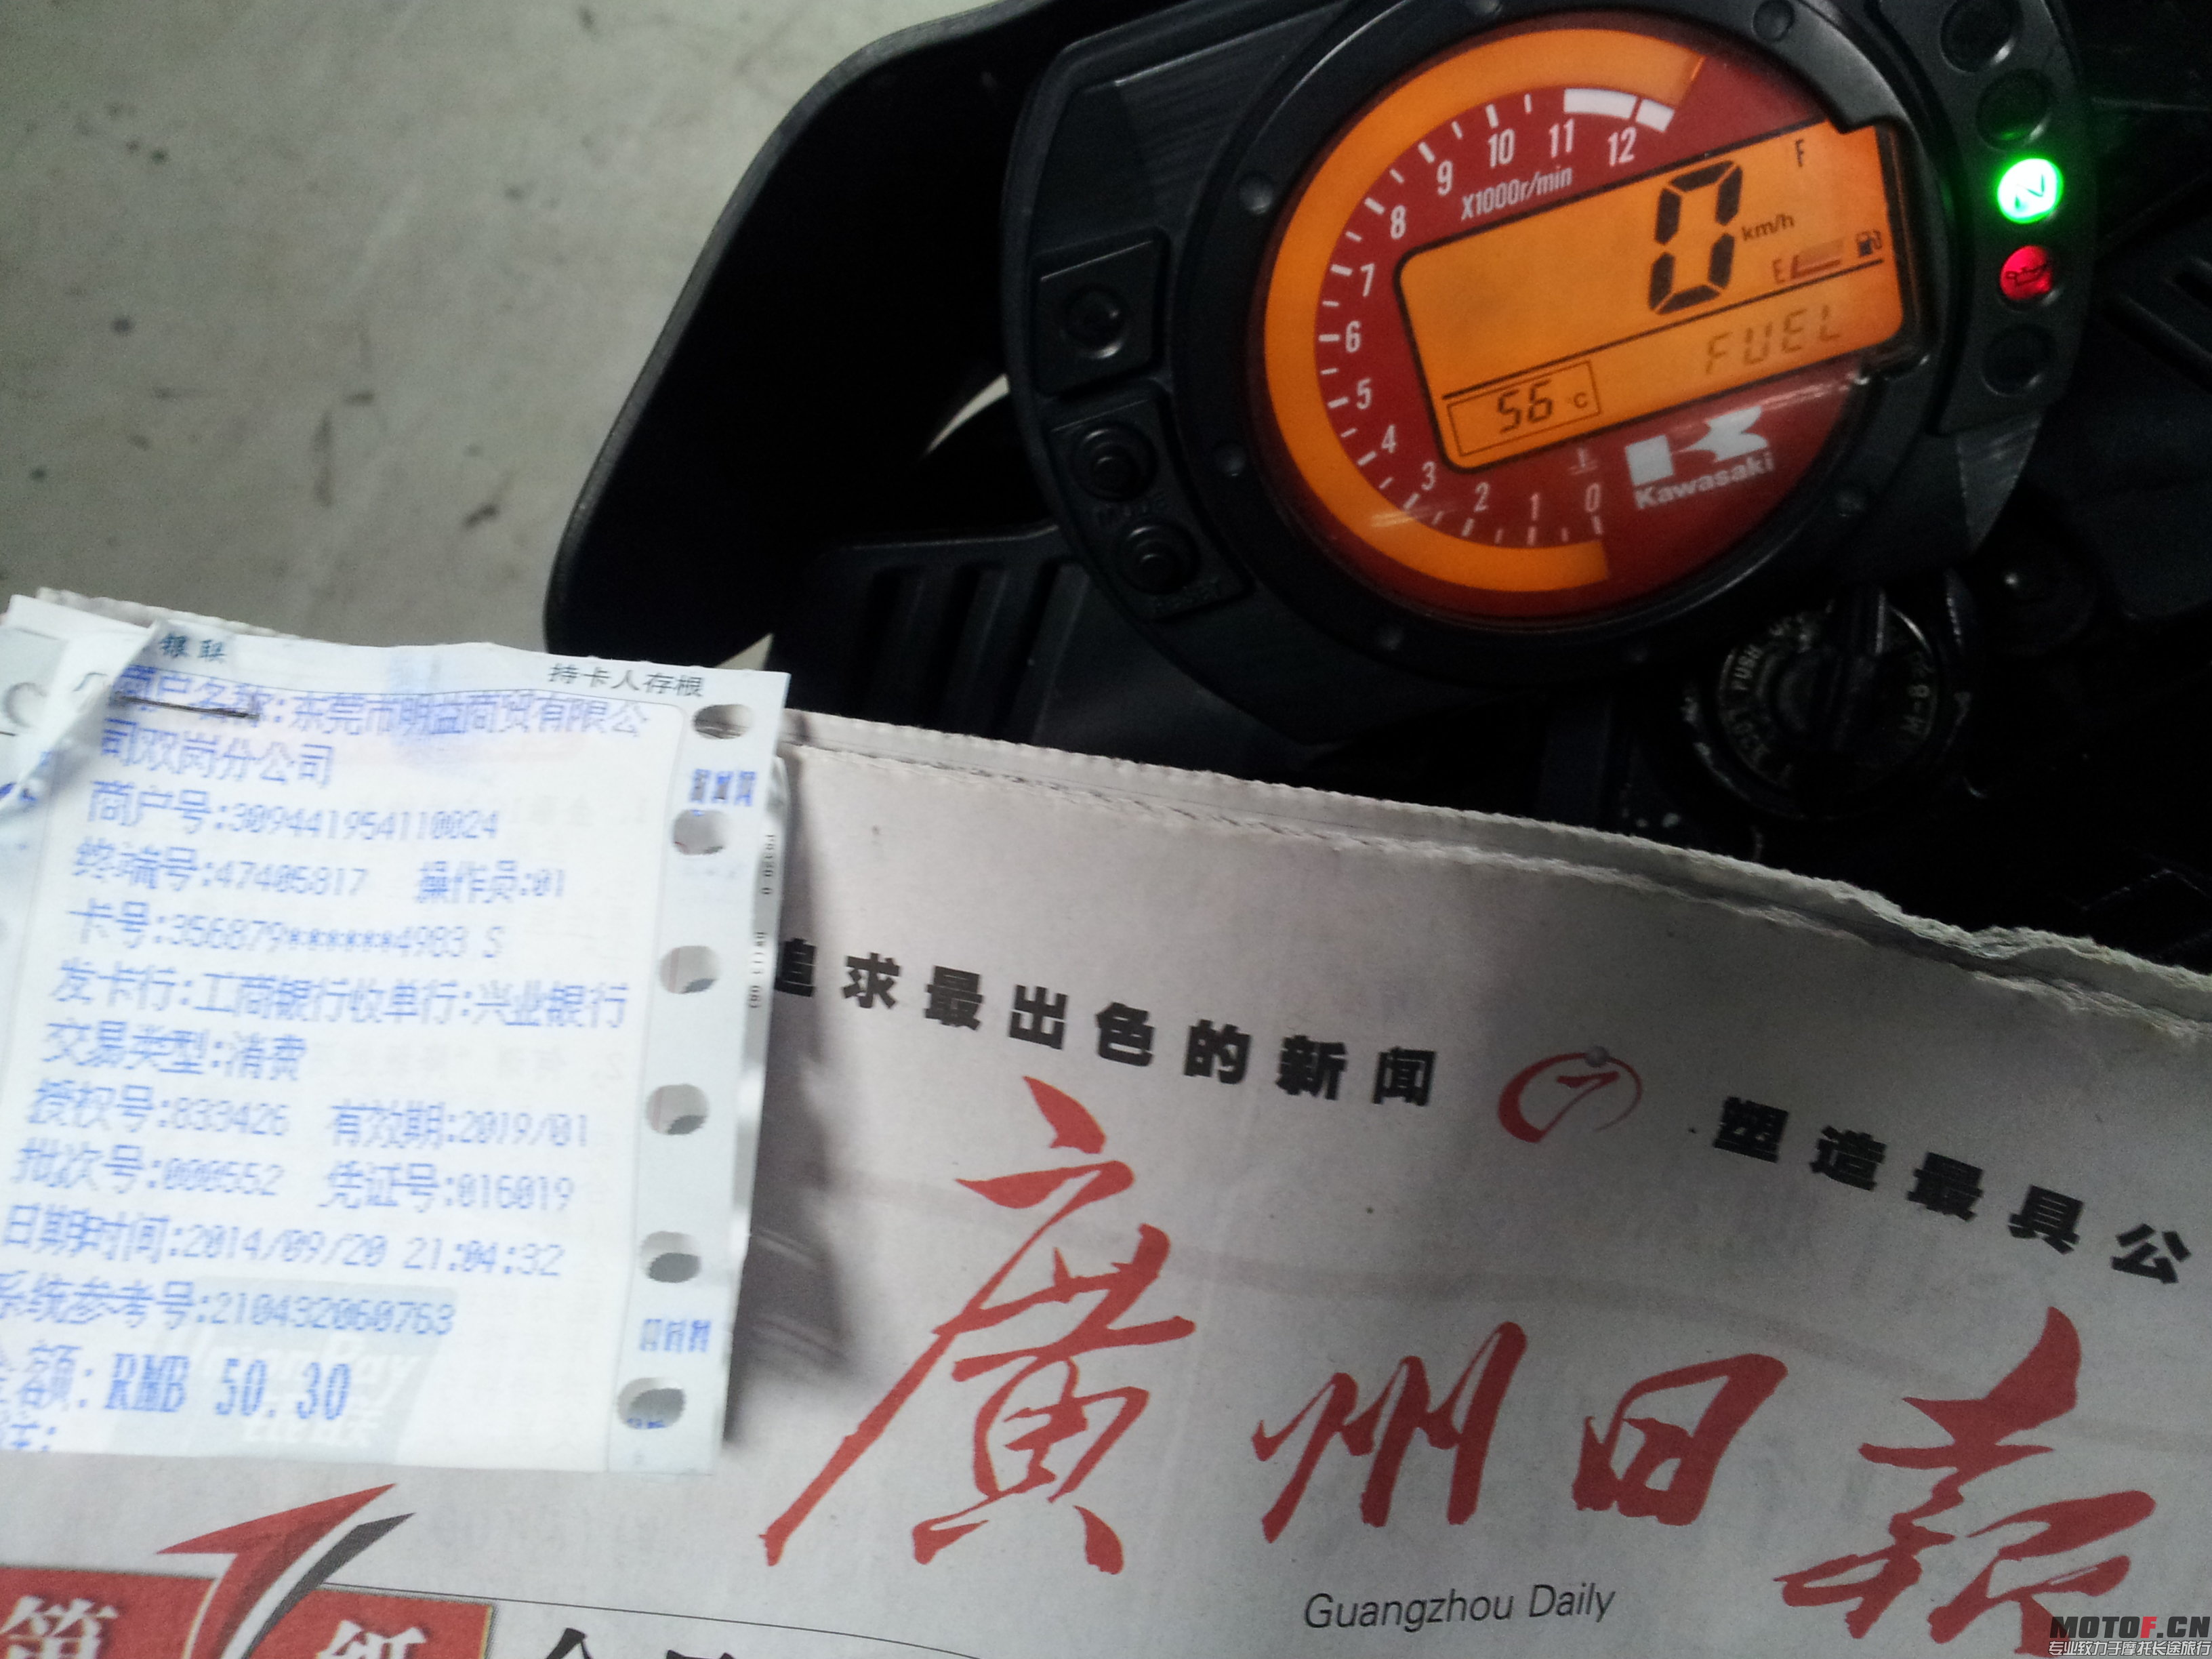 12
11
10
9
8
7
6
5
4
3
2
1
0
X1000r/min
F
0 km/h
E
FUEL
56 °C
Kawasaki
N
PUSH
银联
持卡人存根
商户名称:东莞市明益商贸有限公
司双岗分公司
商户号:309441954110024
终端号:47405817 操作员:01
卡号:356879******4983 S
发卡行:工商银行收单行:兴业银行
交易类型:消费
授权号:833426 有效期:2019/01
批次号:000552 凭证号:016019
日期时间:2014/09/20 21:04:32
系统参考号:210432060763
金额:RMB 50.30
追求最出色的新闻 塑造最具公
廣州日报
Guangzhou Daily
MOTOF.CN
专业致力于摩托长途旅行